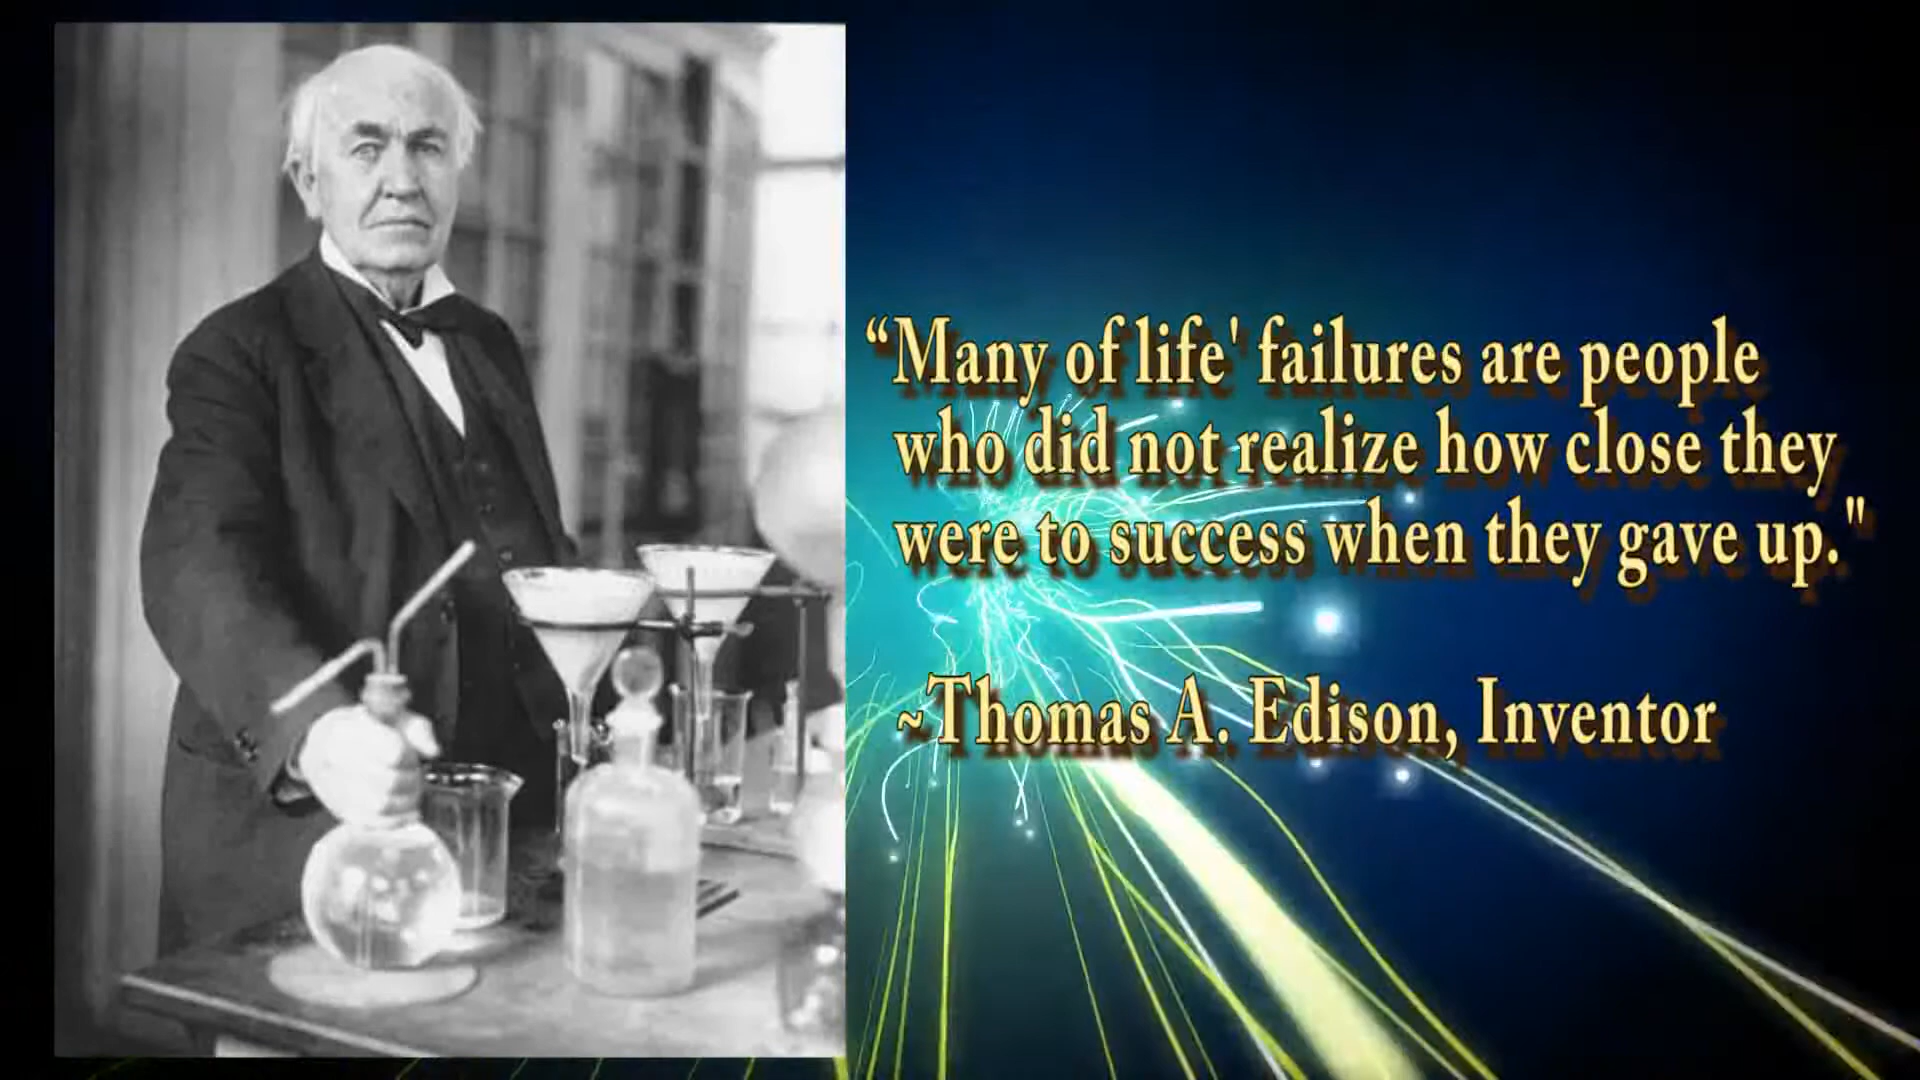 “Many of life' failures are people
who did not realize how close they
were to success when they gave up."
~Thomas A. Edison, Inventor